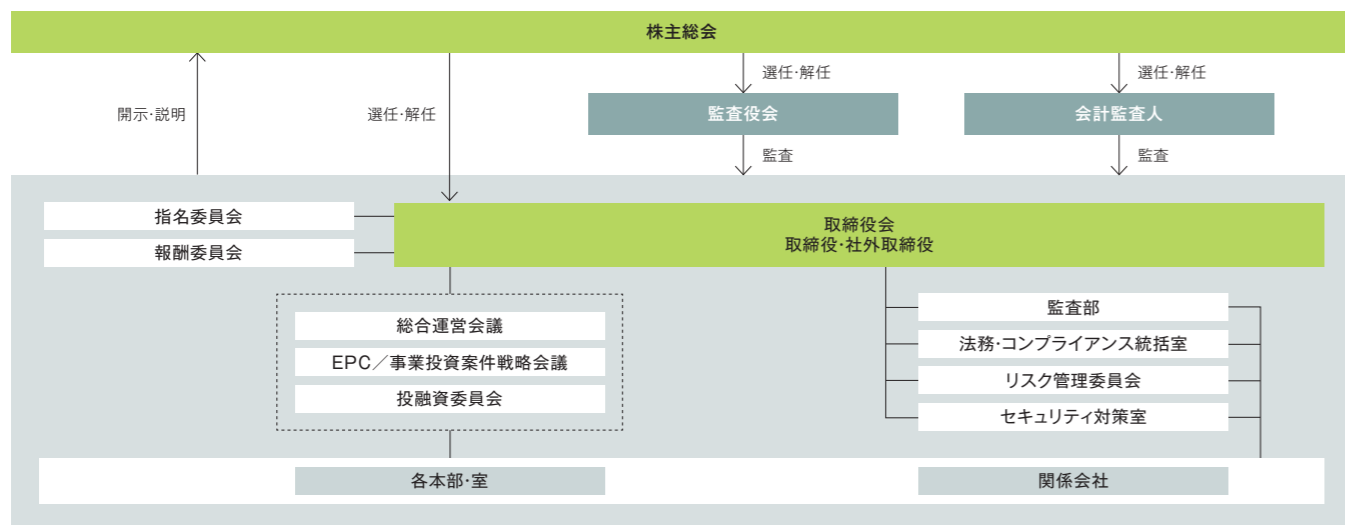 株主総会
開示・説明
選任・解任
選任・解任
選任・解任
監査役会
会計監査人
監査
監査
指名委員会
報酬委員会
取締役会
取締役・社外取締役
総合運営会議
EPC／事業投資案件戦略会議
投融資委員会
監査部
法務・コンプライアンス統括室
リスク管理委員会
セキュリティ対策室
各本部・室
関係会社